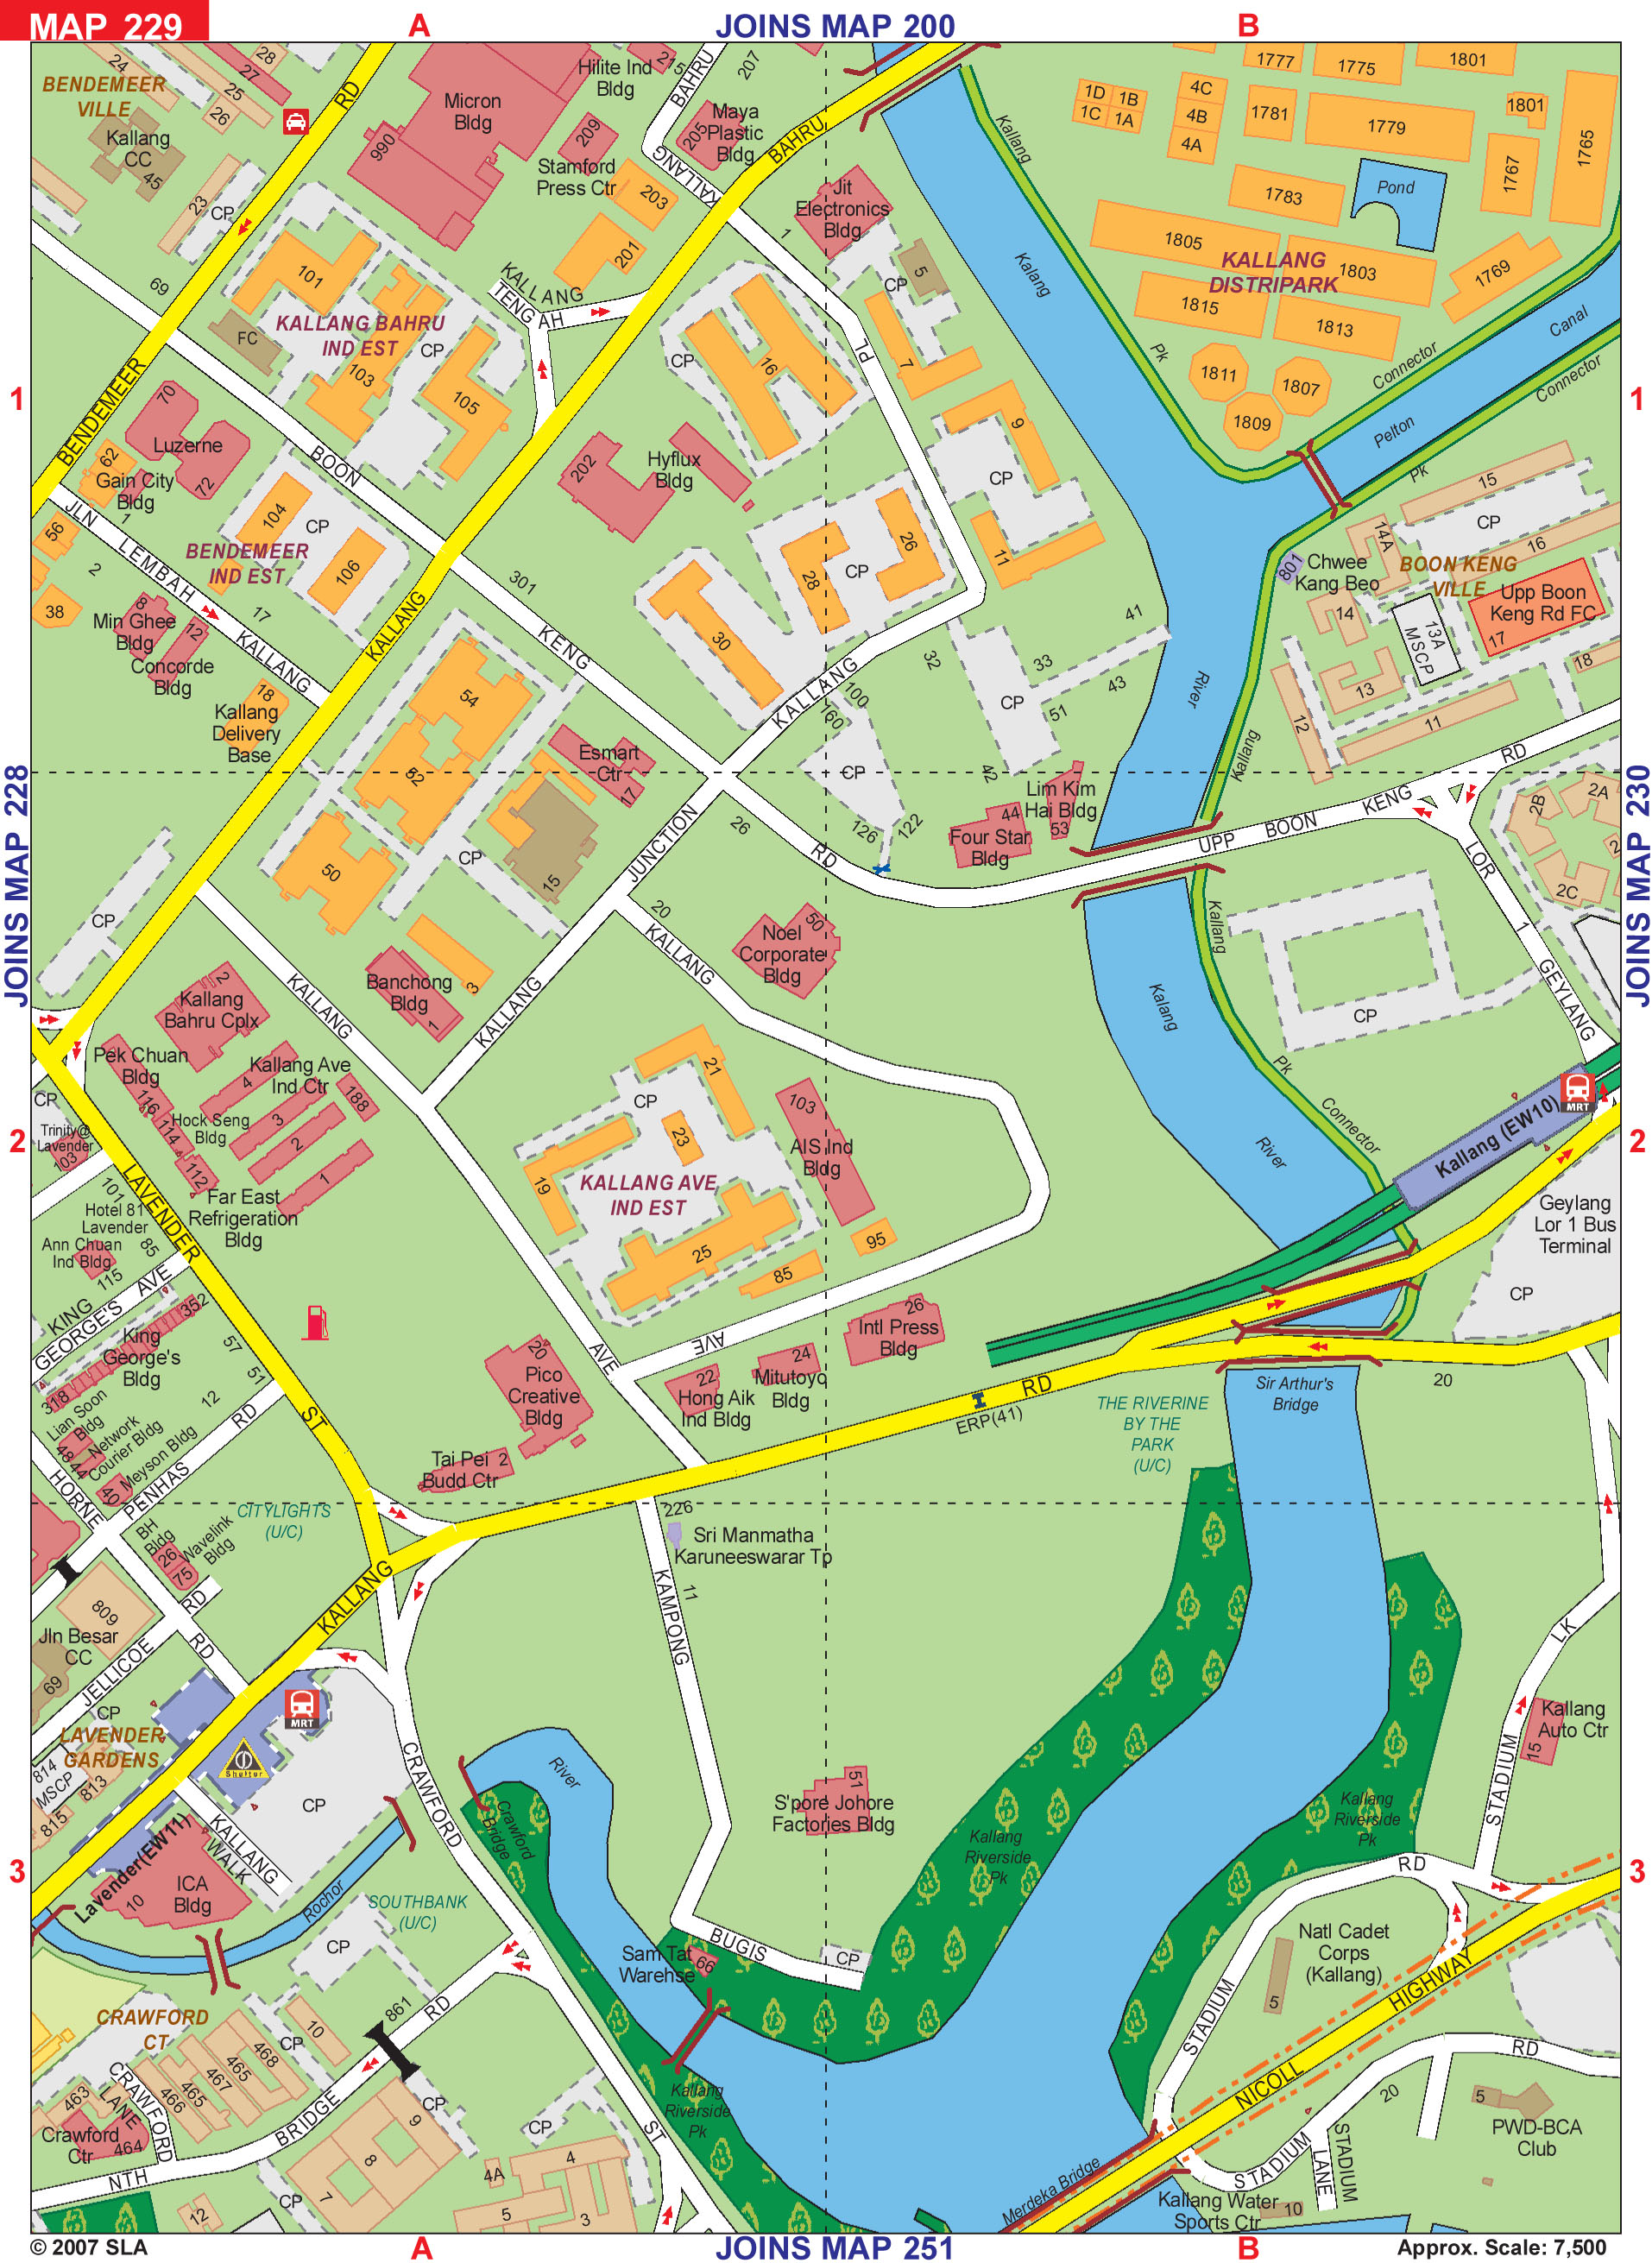 MAP 229
A
JOINS MAP 200
B
BENDEMEER
VILLE
24
28
27
25
26
Kallang
CC
45
23
CP
RD
990
Micron
Bldg
Hilite Ind
Bldg
215
BAHRU
207
209
Stamford
Press Ctr
203
201
205
Maya
Plastic
Bldg
BAHRU
KALLANG
Jit
Electronics
Bldg
1
5
CP
Kallang
Kalang
Pk
1D
1B
1C
1A
4C
4B
4A
1777
1775
1801
1781
1779
1801
1765
1767
1783
Pond
1805
KALLANG
DISTRIPARK
1803
1769
1815
1813
1811
1807
1809
Connector
Canal
Connector
Pelton
Pk
69
101
KALLANG BAHRU
IND EST
FC
CP
103
105
KALLANG
TENGAH
CP
16
PL
7
9
CP
1
1
BENDEMEER
70
Luzerne
72
62
Gain City
Bldg
1
BOON
104
CP
BENDEMEER
IND EST
106
202
Hyflux
Bldg
28
CP
26
11
56
JLN
LEMBAH
2
38
8
Min Ghee
Bldg
12
Concorde
Bldg
17
KALLANG
KALLANG
301
KENG
30
18
Kallang
Delivery
Base
54
52
Esmart
Ctr
17
KALLANG
100
160
32
33
41
43
CP
51
CP
42
River
Kallang
801
Chwee
Kang Beo
14A
15
CP
16
BOON KENG
VILLE
14
13A
MSCP
Upp Boon
Keng Rd FC
17
18
13
12
11
RD
JOINS MAP 228
JOINS MAP 230
Lim Kim
Hai Bldg
53
44
Four Star
Bldg
126
122
26
RD
UPP BOON KENG
2B
2A
2C
LOR
1
GEYLANG
50
CP
15
JUNCTION
20
KALLANG
50
Noel
Corporate
Bldg
CP
Kallang
CP
Banchong
Bldg
1
3
KALLANG
KALLANG
2
Kallang
Bahru Cplx
Kalang
Pk
Connector
River
Pek Chuan
Bldg
116
114
112
Kallang Ave
Ind Ctr
188
4
Hock Seng
Bldg
3
2
1
Far East
Refrigeration
Bldg
CP
Trinity@
Lavender
103
101
Hotel 81
Lavender
85
Ann Chuan
Ind Bldg
115
LAVENDER
KING
GEORGE'S AVE
352
King
George's
Bldg
318
Lian Soon
Bldg
48
44
Network
Courier Bldg
40
Meyson Bldg
57
51
12
PENHAS RD
HORNE
RD
ST
2
2
21
CP
23
19
KALLANG AVE
IND EST
25
85
95
103
AIS Ind
Bldg
AVE
AVE
26
Intl Press
Bldg
24
Mitutoyo
Bldg
22
Hong Aik
Ind Bldg
20
Pico
Creative
Bldg
Tai Pei 2
Budd Ctr
RD
ERP(41)
THE RIVERINE
BY THE
PARK
(U/C)
Sir Arthur's
Bridge
20
Kallang (EW10)
MRT
Geylang
Lor 1 Bus
Terminal
CP
CITYLIGHTS
(U/C)
BH
Bldg
26
75
Wavelink
Bldg
226
Sri Manmatha
Karuneeswarar Tp
11
KAMPONG
KALLANG
809
Jln Besar
CC
69
JELLICOE
RD
CP
LAVENDER
GARDENS
814
MSCP
813
815
MRT
Shelter
CP
Lavender(EW11)
KALLANG
WALK
10
ICA
Bldg
Rochor
CRAWFORD
Crawford
Bridge
River
SOUTHBANK
(U/C)
CP
51
S'pore Johore
Factories Bldg
Kallang
Riverside
Pk
Kallang
Riverside
Pk
LK
Kallang
Auto Ctr
15
STADIUM
RD
3
3
BUGIS
CP
Sam Tat
Warehse
66
Natl Cadet
Corps
(Kallang)
5
STADIUM
HIGHWAY
NICOLL
CRAWFORD
CT
10
468
465
467
465
466
CP
861
RD
463
CRAWFORD
LANE
Crawford
Ctr
464
NTH
BRIDGE
12
CP
9
8
7
CP
CP
4A
4
5
3
ST
Kallang
Riverside
Pk
Merdeka Bridge
RD
20
5
PWD-BCA
Club
STADIUM
STADIUM
LANE
Kallang Water
Sports Ctr
10
© 2007 SLA
A
JOINS MAP 251
B
Approx. Scale: 7,500